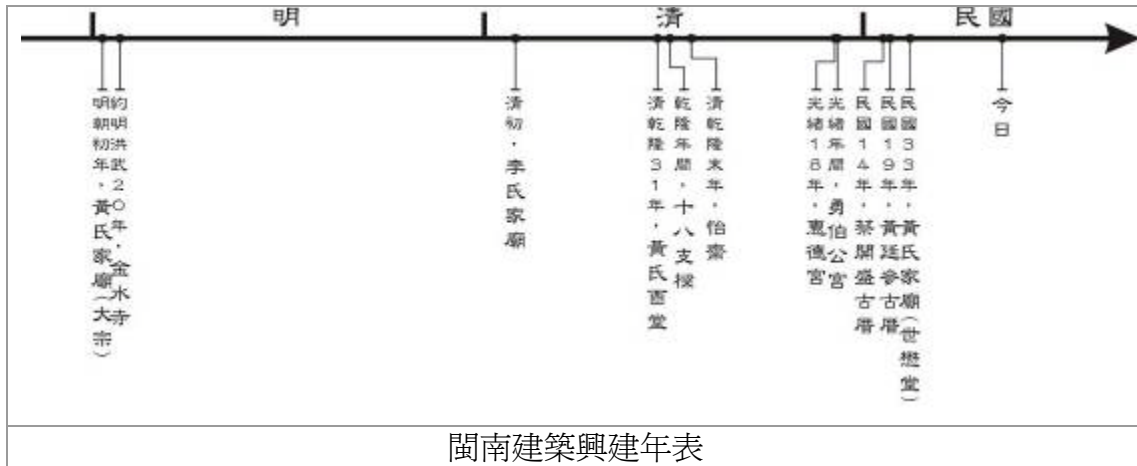 明
清
民國
明朝初年，黃氏家廟(大宗)
約明洪武20年，金水寺
清初，李氏家廟
清乾隆31年，黃氏酉堂
乾隆年間，十八支樑
清乾隆末年，怡齋
光緒16年，惠德宮
光緒年間，勇伯公宮
民國14年，蔡開盛古厝
民國19年，黃廷參古厝
民國33年，黃氏家廟(世懋堂)
今日
閩南建築興建年表